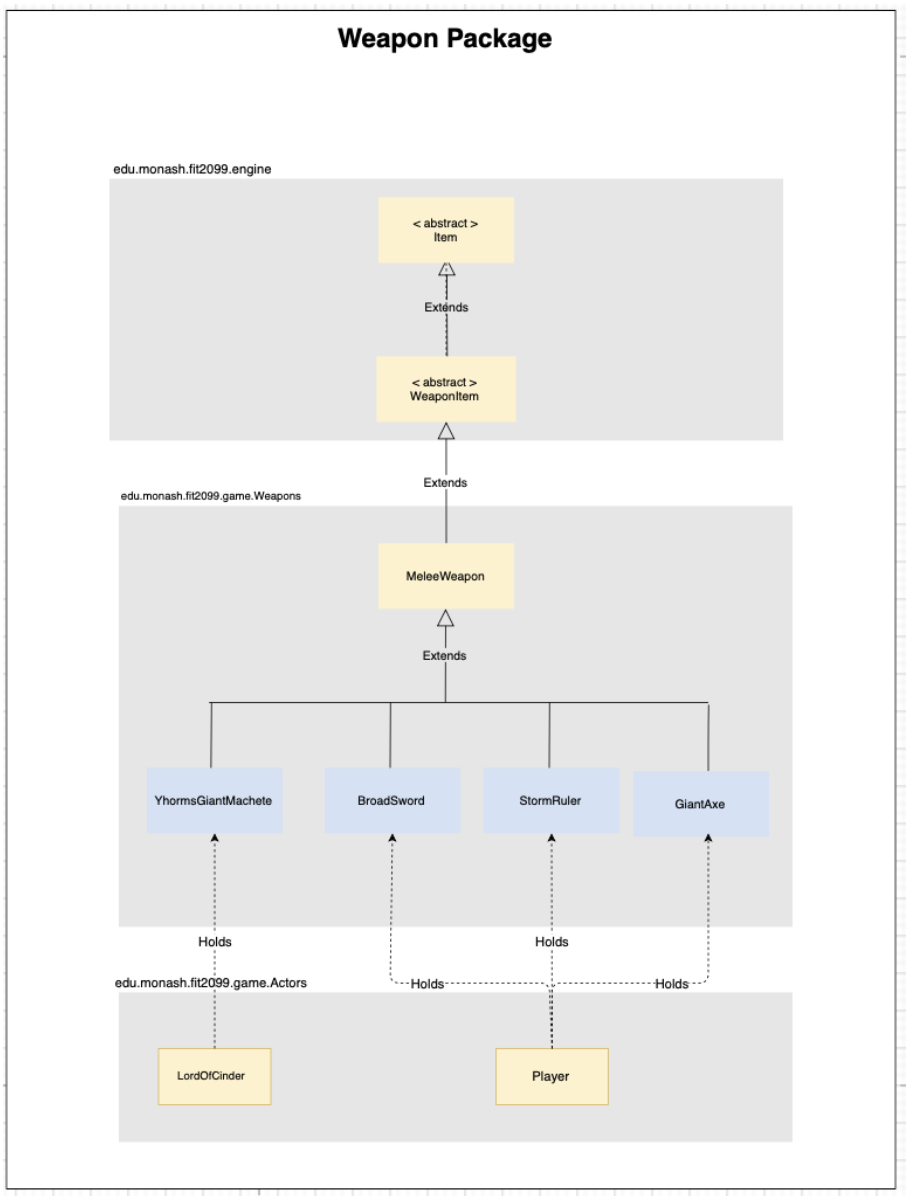 Weapon Package
edu.monash.fit2099.engine
< abstract >
Item
Extends
< abstract >
WeaponItem
Extends
edu.monash.fit2099.game.Weapons
MeleeWeapon
Extends
YhormsGiantMachete
BroadSword
StormRuler
GiantAxe
Holds
Holds
edu.monash.fit2099.game.Actors
Holds
Holds
LordOfCinder
Player